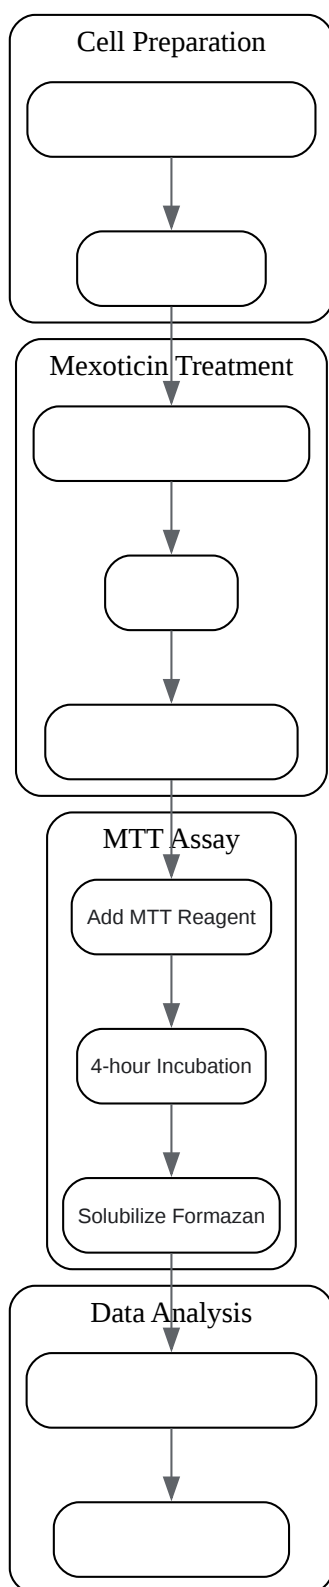 Cell Preparation
Mexoticin Treatment
MTT Assay
Add MTT Reagent
4-hour Incubation
Solubilize Formazan
Data Analysis